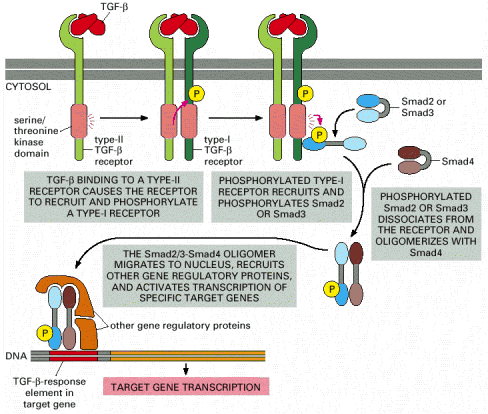 TGF-β
CYTOSOL
P
P
P
Smad2 or
Smad3
serine/
threonine
kinase
domain
type-II
TGF-β
receptor
type-I
TGF-β
receptor
Smad4
TGF-β BINDING TO A TYPE-II
RECEPTOR CAUSES THE RECEPTOR
TO RECRUIT AND PHOSPHORYLATE
A TYPE-I RECEPTOR
PHOSPHORYLATED TYPE-I
RECEPTOR RECRUITS AND
PHOSPHORYLATES Smad2
OR Smad3
PHOSPHORYLATED
Smad2 OR Smad3
DISSOCIATES FROM
THE RECEPTOR AND
OLIGOMERIZES WITH
Smad4
THE Smad2/3-Smad4 OLIGOMER
MIGRATES TO NUCLEUS, RECRUITS
OTHER GENE REGULATORY PROTEINS,
AND ACTIVATES TRANSCRIPTION OF
SPECIFIC TARGET GENES
P
other gene regulatory proteins
P
DNA
TGF-β-response
element in
target gene
TARGET GENE TRANSCRIPTION